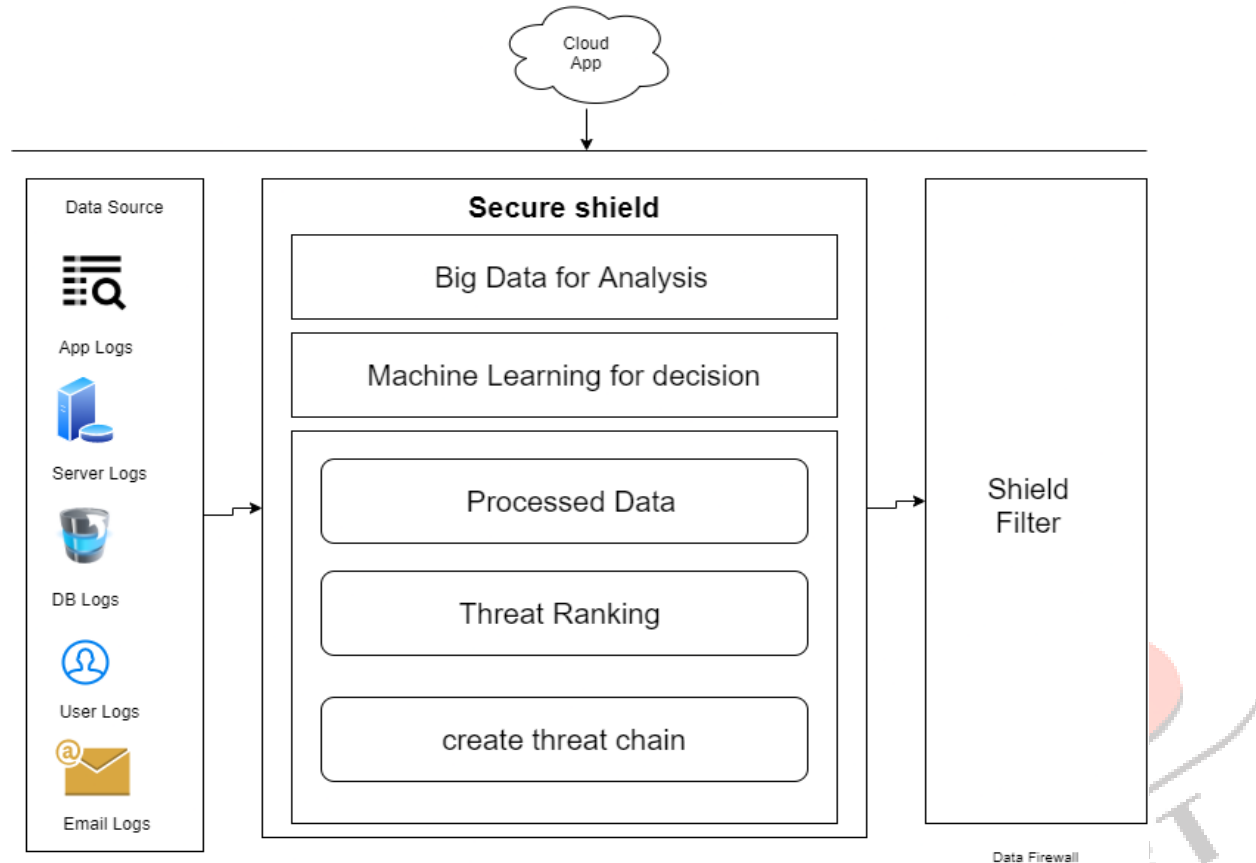 Cloud
App
Data Source
App Logs
Server Logs
DB Logs
User Logs
@
Email Logs
Secure shield
Big Data for Analysis
Machine Learning for decision
Processed Data
Threat Ranking
create threat chain
Shield
Filter
Data Firewall